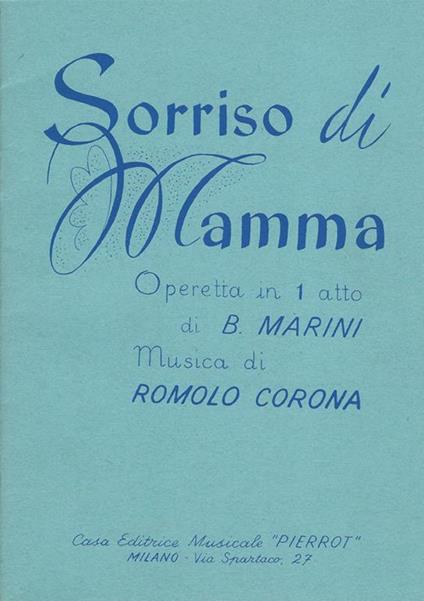 Sorriso di
Mamma
Operetta in 1 atto
di B. MARINI
Musica di
ROMOLO CORONA
Casa Editrice Musicale "PIERROT"
MILANO - Via Spartaco, 27